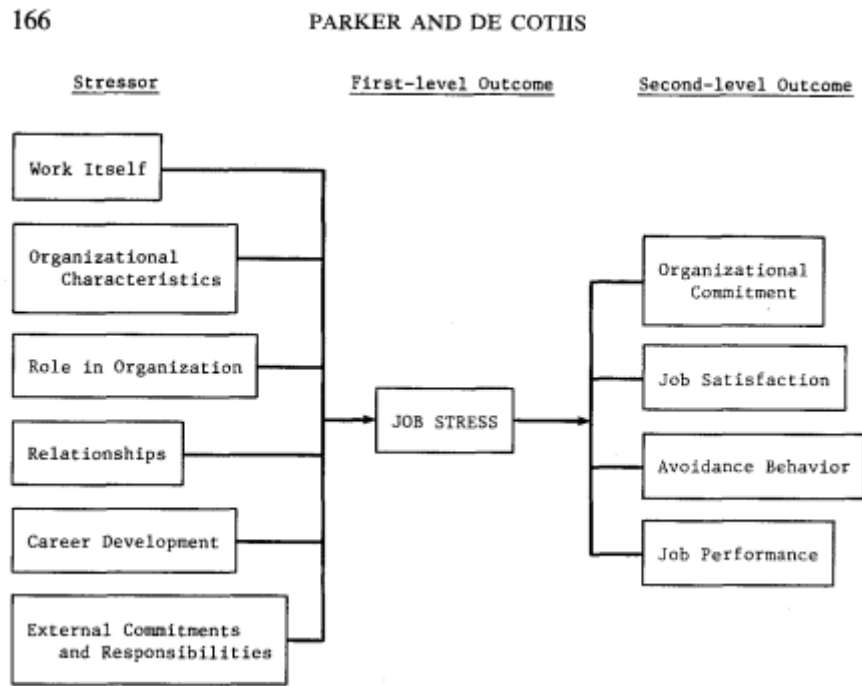 166
PARKER AND DE COTIIS
Stressor
First-level Outcome
Second-level Outcome
Work Itself
Organizational
Characteristics
Role in Organization
Relationships
Career Development
External Commitments
and Responsibilities
JOB STRESS
Organizational
Commitment
Job Satisfaction
Avoidance Behavior
Job Performance